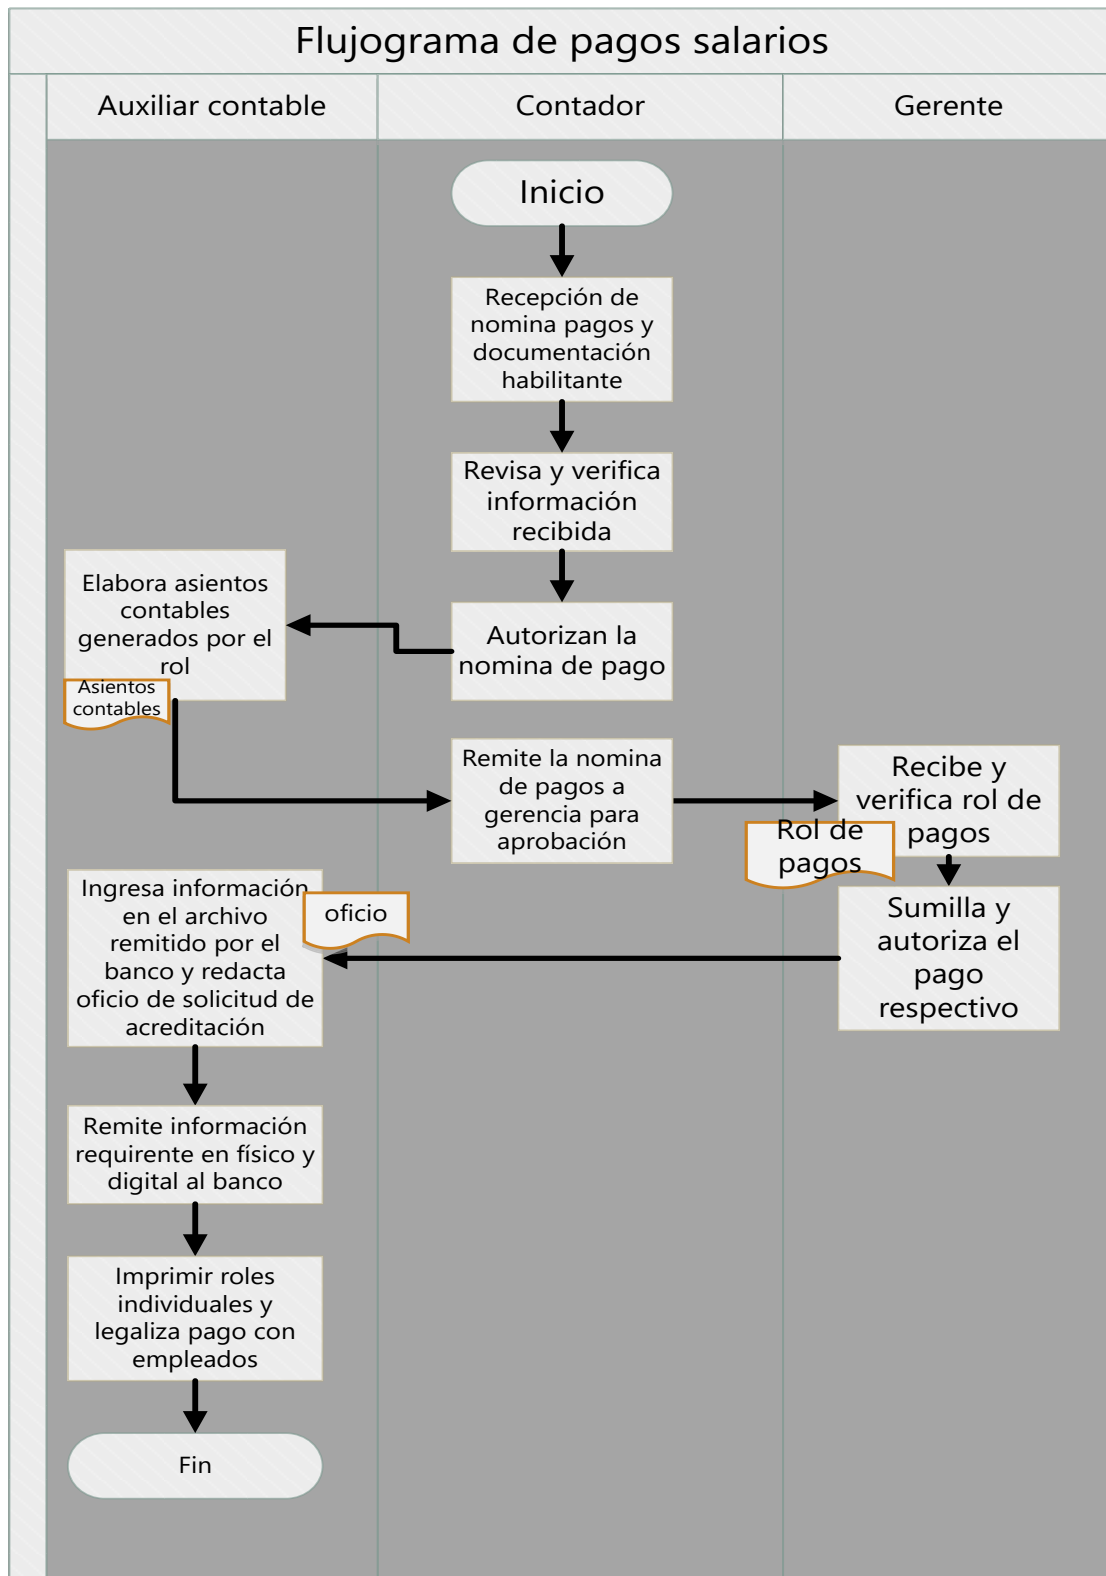 Flujograma de pagos salarios
Auxiliar contable
Contador
Gerente
Inicio
Recepción de
nomina pagos y
documentación
habilitante
Revisa y verifica
información
recibida
Autorizan la
nomina de pago
Elabora asientos
contables
generados por el
rol
Asientos
contables
Remite la nomina
de pagos a
gerencia para
aprobación
Recibe y
verifica rol de
pagos
Rol de
pagos
Sumilla y
autoriza el
pago
respectivo
Ingresa información
en el archivo
remitido por el
banco y redacta
oficio de solicitud de
acreditación
oficio
Remite información
requirente en físico y
digital al banco
Imprimir roles
individuales y
legaliza pago con
empleados
Fin